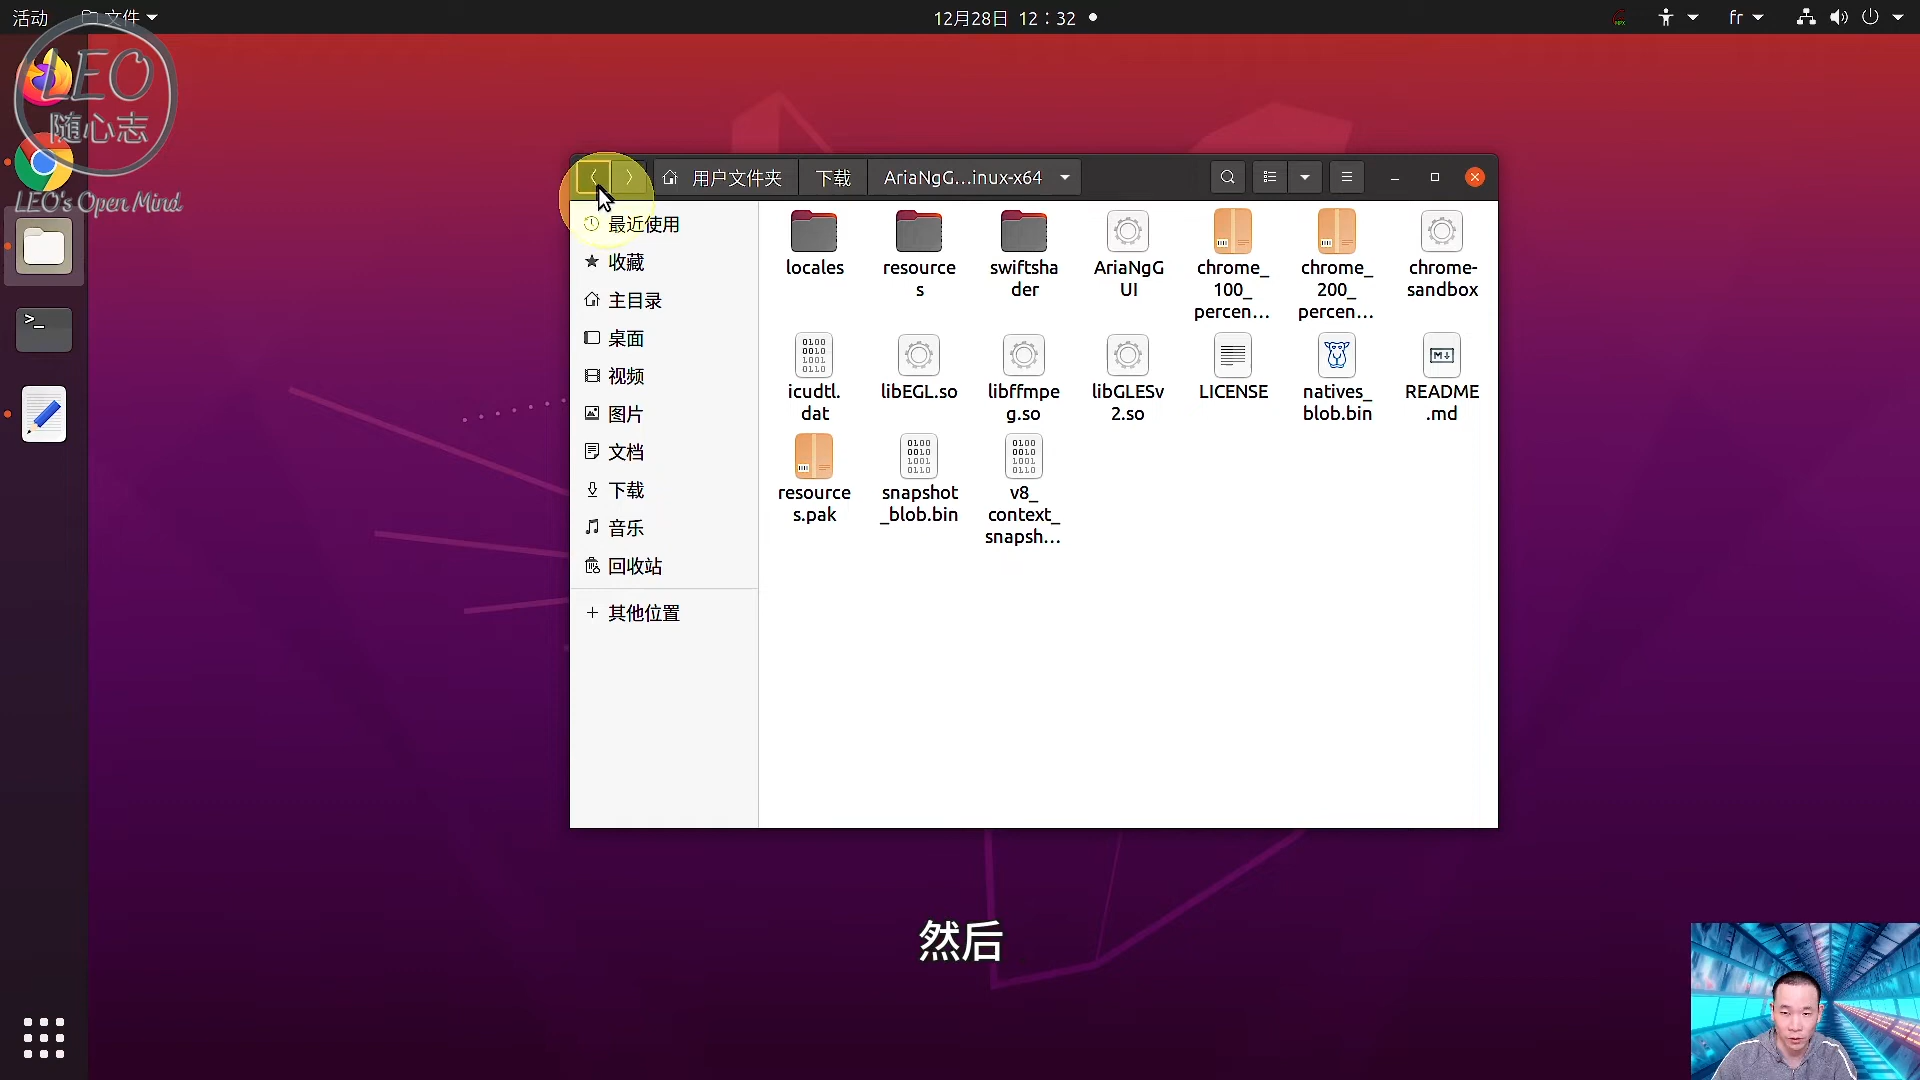 活动
文件
12月28日 12：32
fr
LEO
随心志
LEO's Open Mind
用户文件夹
下载
AriaNgG...inux-x64
最近使用
收藏
主目录
桌面
视频
图片
文档
下载
音乐
回收站
其他位置
locales
resource
s
swiftsha
der
AriaNgG
UI
chrome_
100_
percen...
chrome_
200_
percen...
chrome-
sandbox
icudtl.
dat
libEGL.so
libffmpe
g.so
libGLESv
2.so
LICENSE
natives_
blob.bin
README
.md
resource
s.pak
snapshot
_blob.bin
v8_
context_
snapsh...
然后